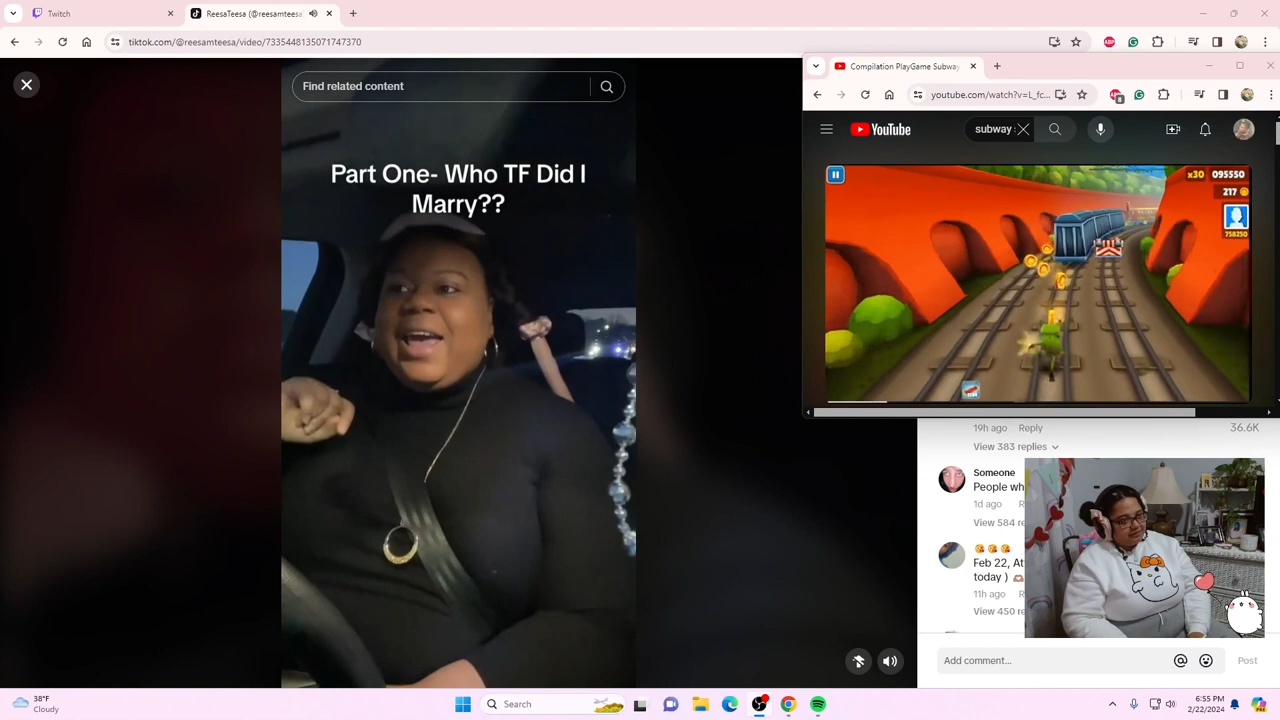 Twitch
ReesaTeesa (@reesamteesa
tiktok.com/@reesamteesa/video/7335448135071747370
Find related content
Part One- Who TF Did I
Marry??
Compilation PlayGame Subway
youtube.com/watch?v=L_fc...
YouTube
subway
x30 095550
217
758250
19h ago Reply
36.6K
View 383 replies
Someone
People wh
1d ago R
View 584 re
Feb 22, At
today )
11h ago R
View 450 re
Add comment...
Post
38°F
Cloudy
Search
6:55 PM
2/22/2024